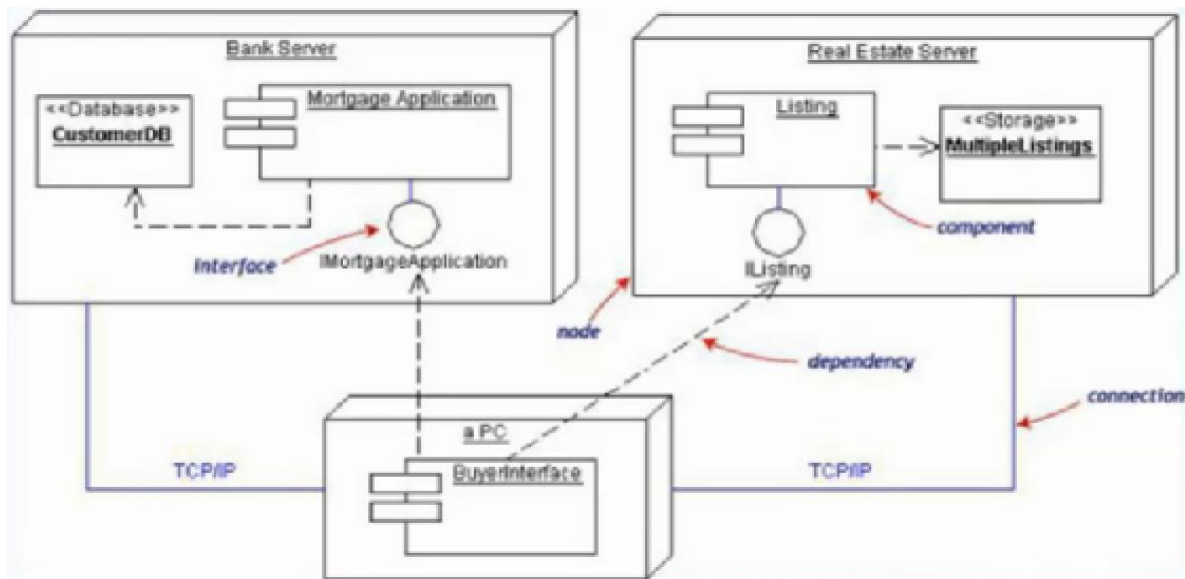 Bank Server
<<Database>>
CustomerDB
Mortgage Application
interface
IMortgageApplication
Real Estate Server
Listing
<<Storage>>
MultipleListings
component
IListing
node
dependency
connection
a PC
BuyerInterface
TCP/IP
TCP/IP